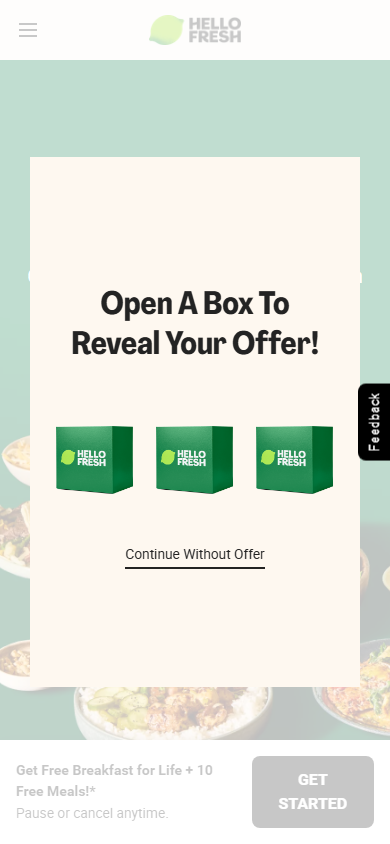 HELLO
FRESH
Open A Box To
Reveal Your Offer!
Feedback
HELLO
FRESH
HELLO
FRESH
HELLO
FRESH
Continue Without Offer
Get Free Breakfast for Life + 10
Free Meals!*
Pause or cancel anytime.
GET
STARTED